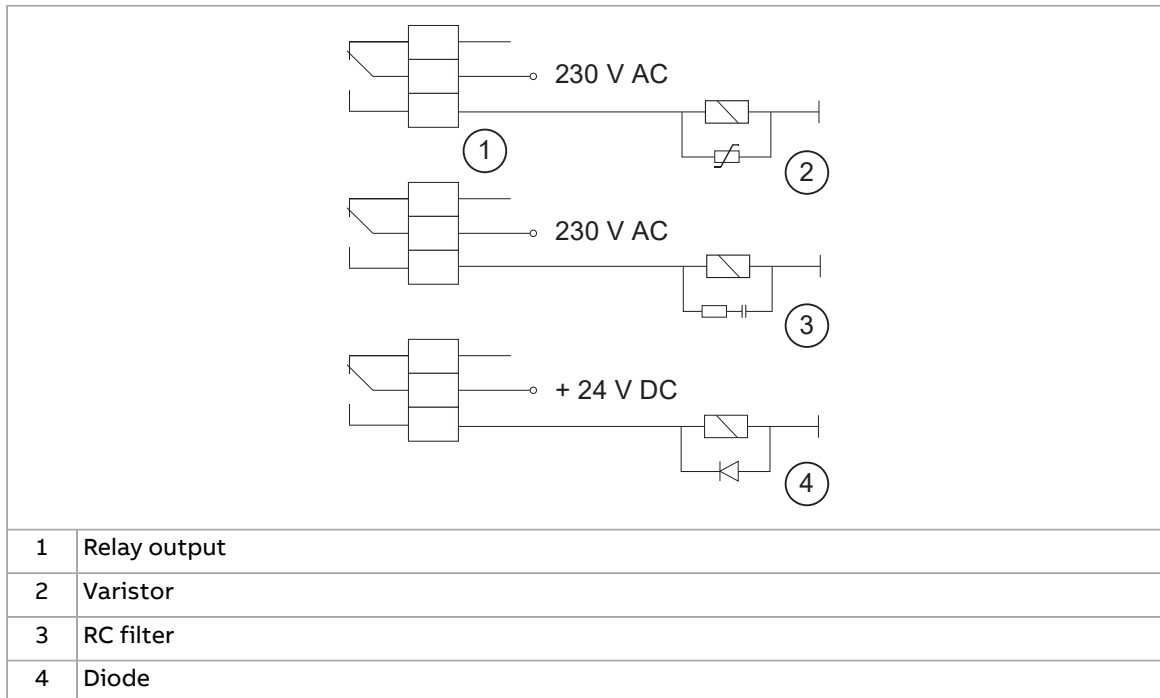 230 V AC
1
2
230 V AC
3
+ 24 V DC
4
1 Relay output
2 Varistor
3 RC filter
4 Diode